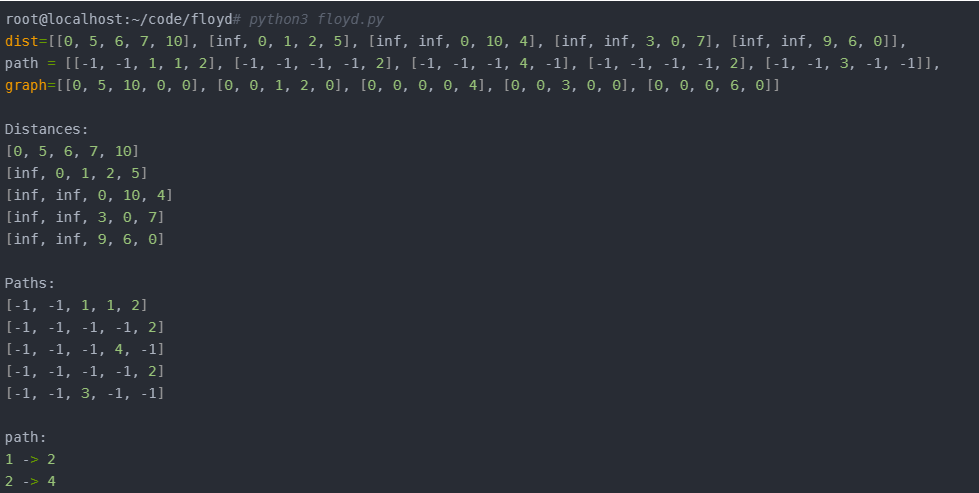 root@localhost:~/code/floyd# python3 floyd.py
dist=[[0, 5, 6, 7, 10], [inf, 0, 1, 2, 5], [inf, inf, 0, 10, 4], [inf, inf, 3, 0, 7], [inf, inf, 9, 6, 0]],
path = [[-1, -1, 1, 1, 2], [-1, -1, -1, -1, 2], [-1, -1, -1, 4, -1], [-1, -1, -1, -1, 2], [-1, -1, 3, -1, -1]],
graph=[[0, 5, 10, 0, 0], [0, 0, 1, 2, 0], [0, 0, 0, 0, 4], [0, 0, 3, 0, 0], [0, 0, 0, 6, 0]]
Distances:
[0, 5, 6, 7, 10]
[inf, 0, 1, 2, 5]
[inf, inf, 0, 10, 4]
[inf, inf, 3, 0, 7]
[inf, inf, 9, 6, 0]
Paths:
[-1, -1, 1, 1, 2]
[-1, -1, -1, -1, 2]
[-1, -1, -1, 4, -1]
[-1, -1, -1, -1, 2]
[-1, -1, 3, -1, -1]
path:
1 -> 2
2 -> 4